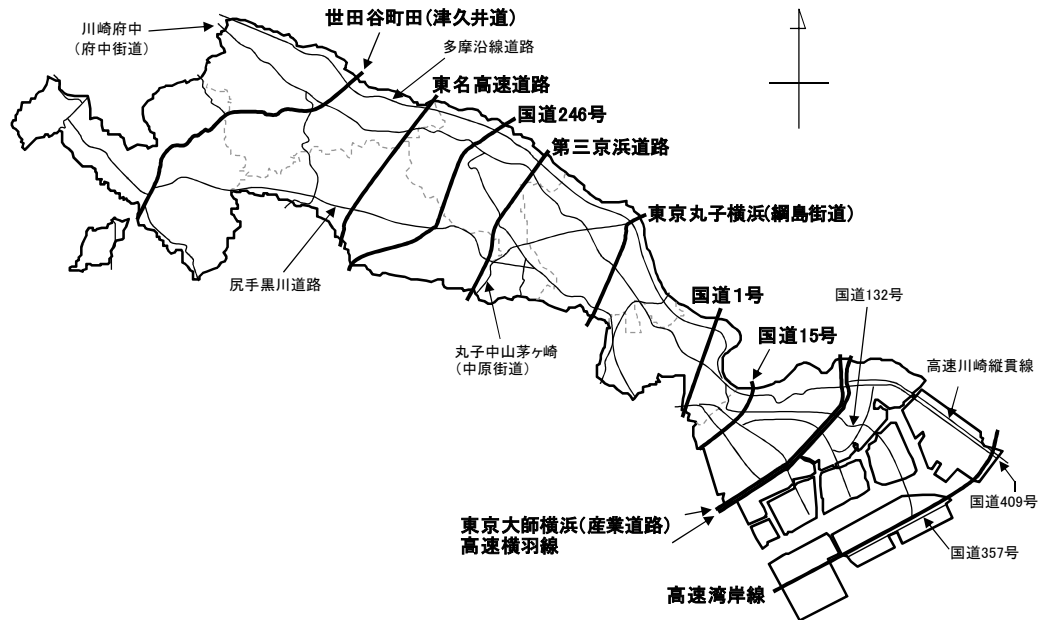 川崎府中
(府中街道)
世田谷町田(津久井道)
多摩沿線道路
東名高速道路
国道246号
第三京浜道路
東京丸子横浜(綱島街道)
尻手黒川道路
国道1号
国道132号
国道15号
丸子中山茅ヶ崎
(中原街道)
高速川崎縦貫線
国道409号
東京大師横浜(産業道路)
高速横羽線
国道357号
高速湾岸線